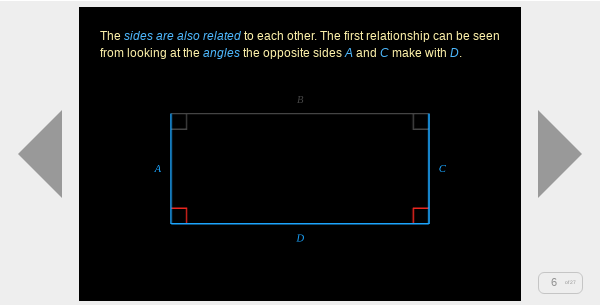 The sides are also related to each other. The first relationship can be seen
from looking at the angles the opposite sides A and C make with D.
B
A
C
D
6 of27